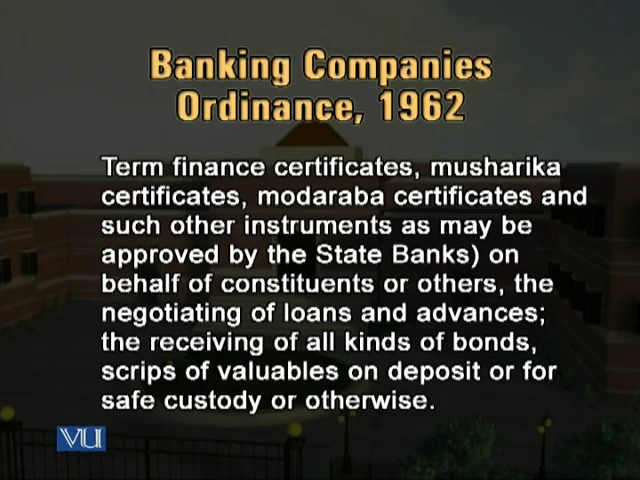 Banking Companies
Ordinance, 1962
Term finance certificates, musharika
certificates, modaraba certificates and
such other instruments as may be
approved by the State Banks) on
behalf of constituents or others, the
negotiating of loans and advances;
the receiving of all kinds of bonds,
scrips of valuables on deposit or for
safe custody or otherwise.
VU